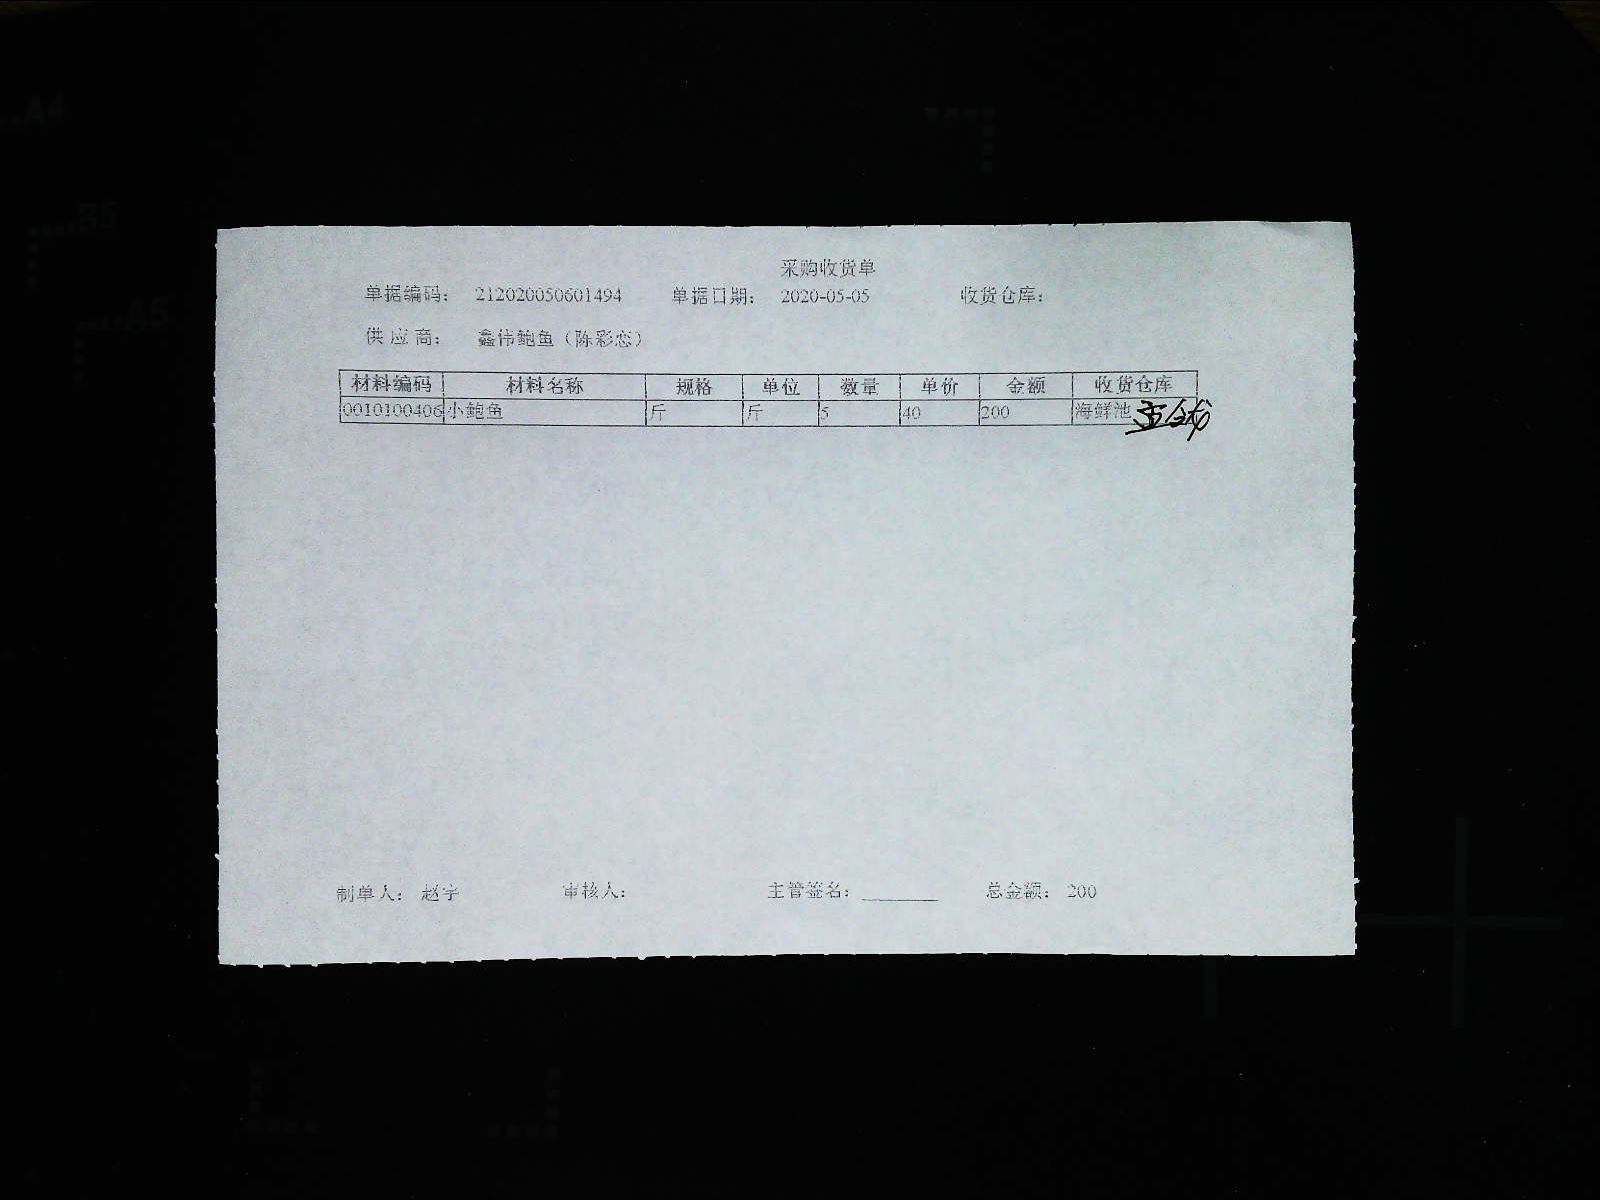 采购收货单
单据编码： 212020050601494 单据日期： 2020-05-05 收货仓库：
供 应 商： 鑫伟鲍鱼（陈彩恋）
材料编码 材料名称 规格 单位 数量 单价 金额 收货仓库
0010100406 小鲍鱼 斤 斤 5 40 200 海鲜池
制单人： 赵宇 审核人： 主管签名： 总金额： 200
A4
B5
A5